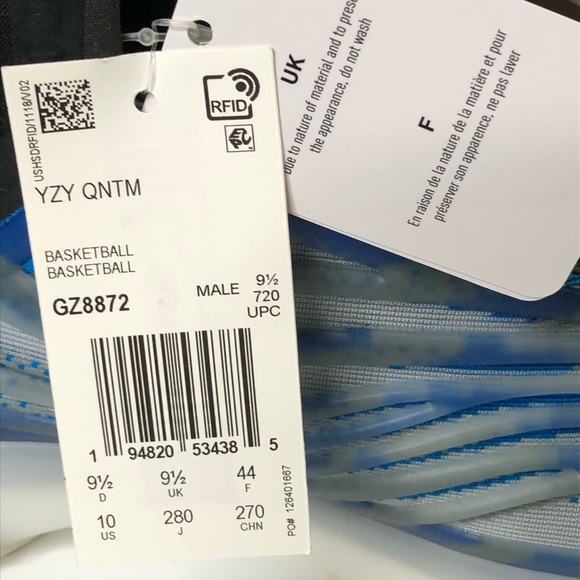 USHSDRFID/1118/V02
RFID
YZY QNTM
BASKETBALL
BASKETBALL
GZ8872
MALE 9½
720
UPC
1 94820 53438 5
9½ 9½ 44
D UK F
10 280 270
US J CHN
PO# 126401667
UK
Due to nature of material and to
the appearance, do not wash
F
En raison de la nature de la matière et pour
préserver son apparence, ne pas laver